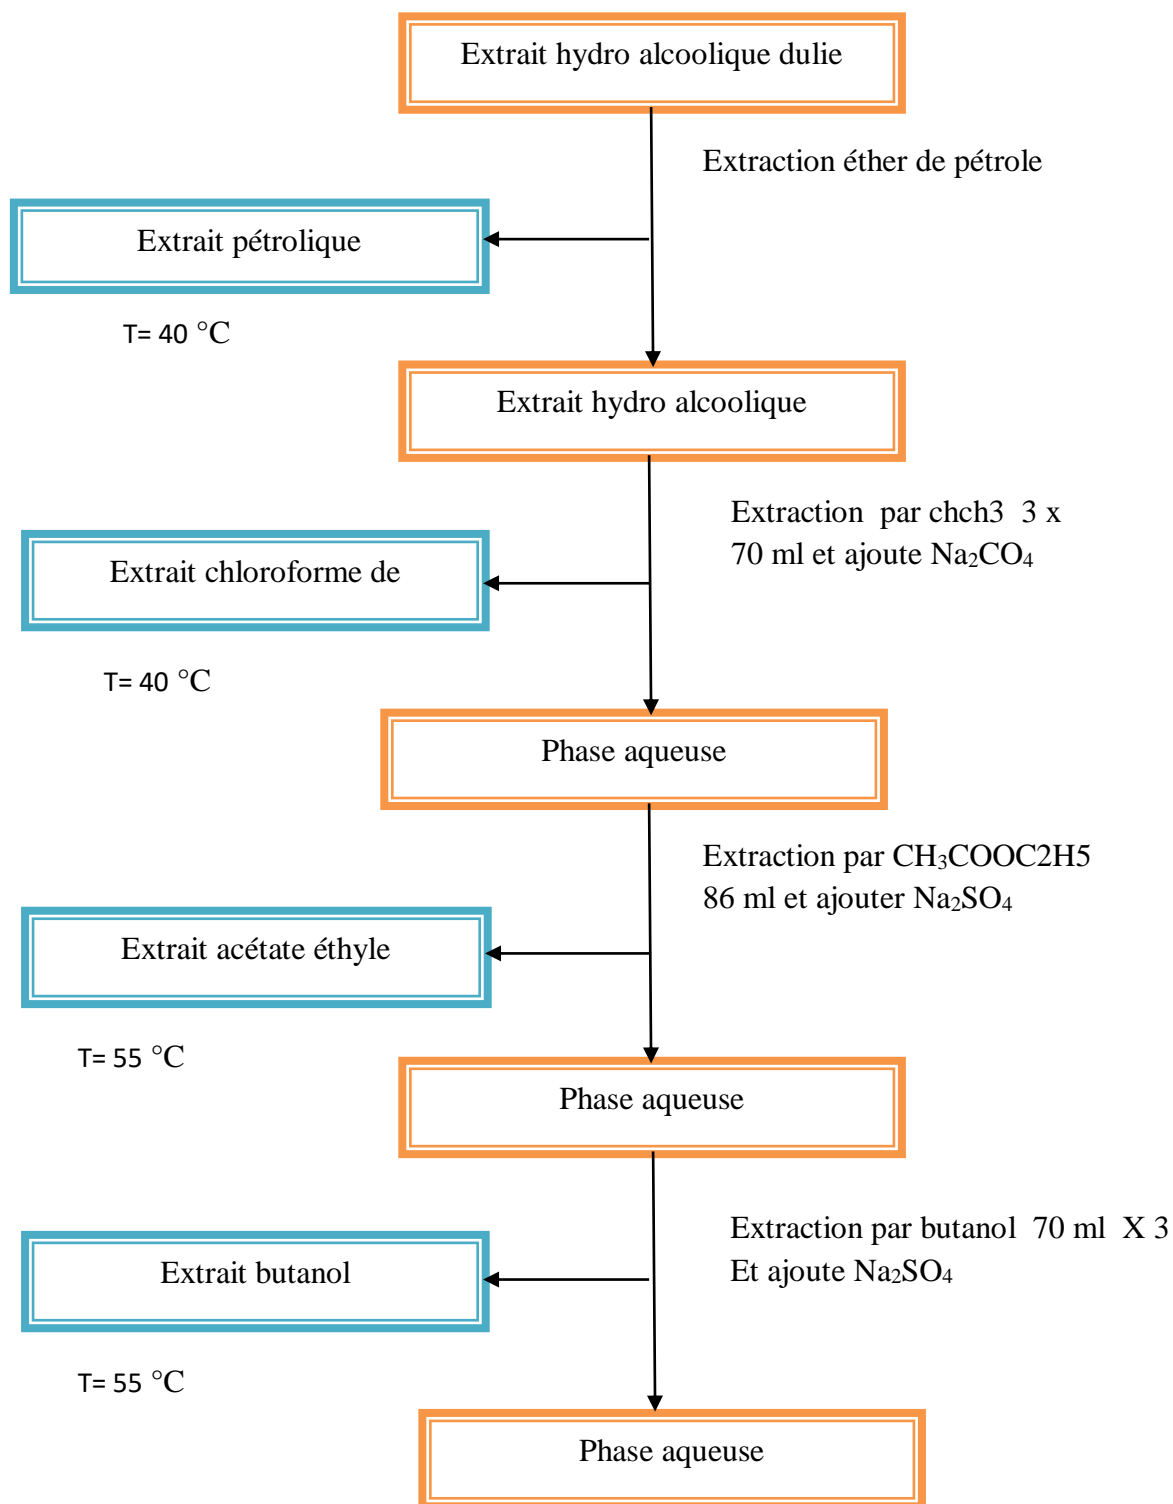 Extrait hydro alcoolique dulie
Extraction éther de pétrole
Extrait pétrolique
T= 40 °C
Extrait hydro alcoolique
Extraction  par chch3  3 x
70 ml et ajoute Na₂CO₄
Extrait chloroforme de
T= 40 °C
Phase aqueuse
Extraction par CH₃COOC2H5
86 ml et ajouter Na₂SO₄
Extrait acétate éthyle
T= 55 °C
Phase aqueuse
Extraction par butanol  70 ml  X 3
Et ajoute Na₂SO₄
Extrait butanol
T= 55 °C
Phase aqueuse